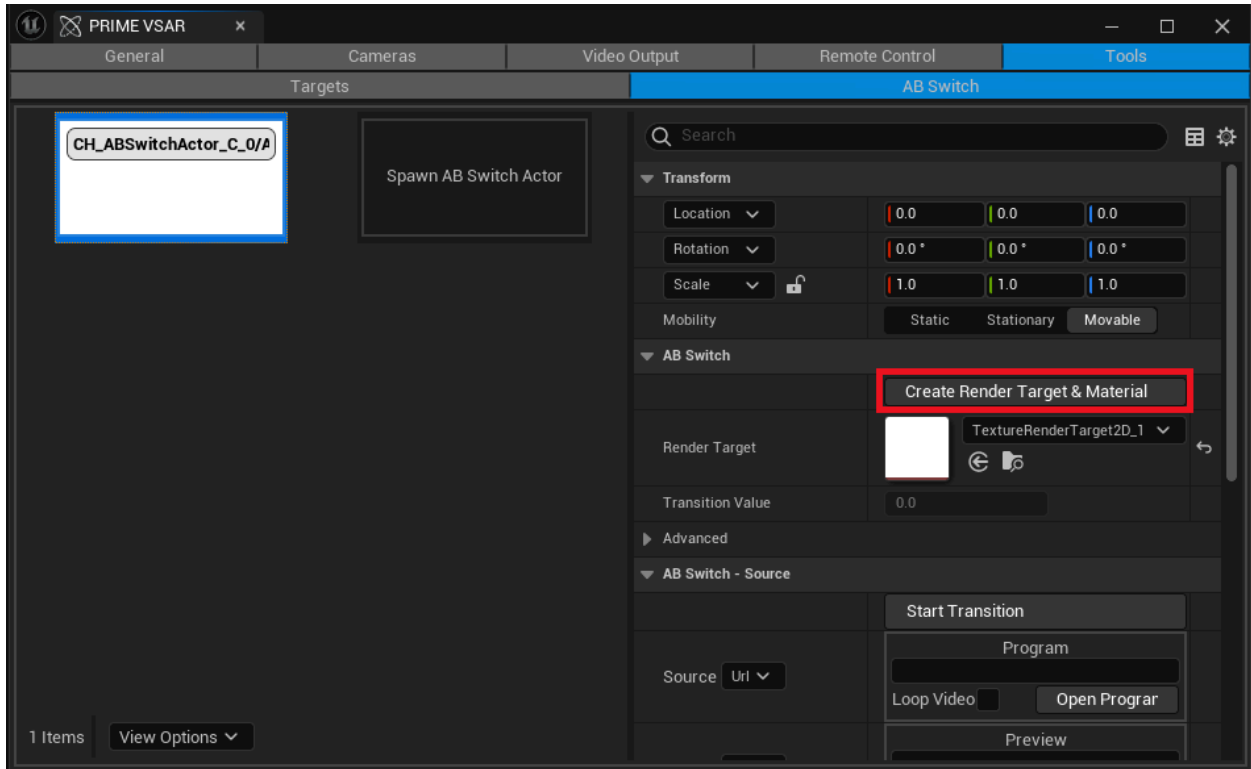 PRIME VSAR
General
Cameras
Video Output
Remote Control
Tools
Targets
AB Switch
CH_ABSwitchActor_C_0/A
Spawn AB Switch Actor
Search
Transform
Location 0.0 0.0 0.0
Rotation 0.0° 0.0° 0.0°
Scale 1.0 1.0 1.0
Mobility Static Stationary Movable
AB Switch
Create Render Target & Material
Render Target TextureRenderTarget2D_1
Transition Value 0.0
Advanced
AB Switch - Source
Start Transition
Program
Source Url
Loop Video Open Prograr
Preview
1 Items View Options